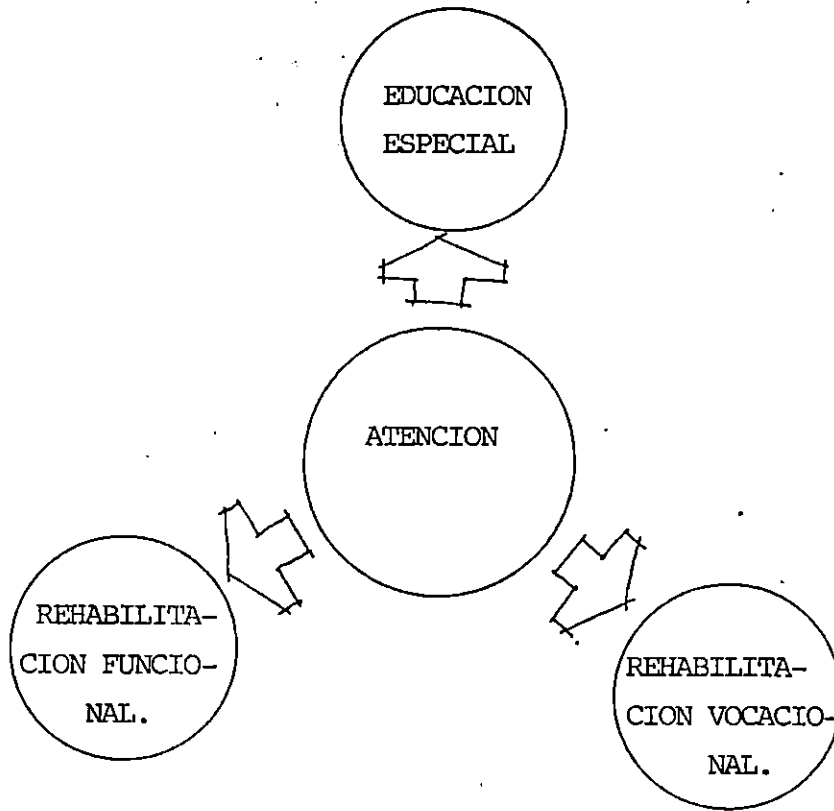 EDUCACION
ESPECIAL
ATENCION
REHABILITA-
CION FUNCIO-
NAL.
REHABILITA-
CION VOCACIO-
NAL.